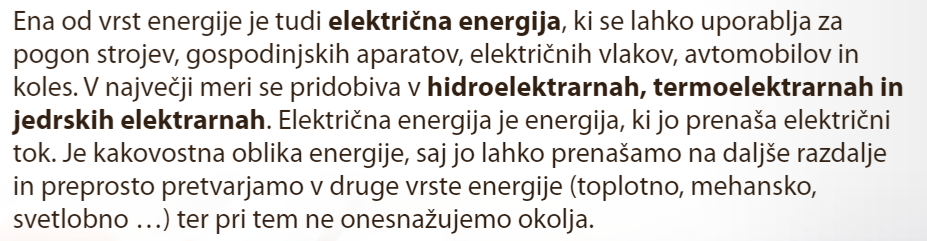 Ena od vrst energije je tudi električna energija, ki se lahko uporablja za
pogon strojev, gospodinjskih aparatov, električnih vlakov, avtomobilov in
koles. V največji meri se pridobiva v hidroelektrarnah, termoelektrarnah in
jedrskih elektrarnah. Električna energija je energija, ki jo prenaša električni
tok. Je kakovostna oblika energije, saj jo lahko prenašamo na daljše razdalje
in preprosto pretvarjamo v druge vrste energije (toplotno, mehansko,
svetlobno …) ter pri tem ne onesnažujemo okolja.